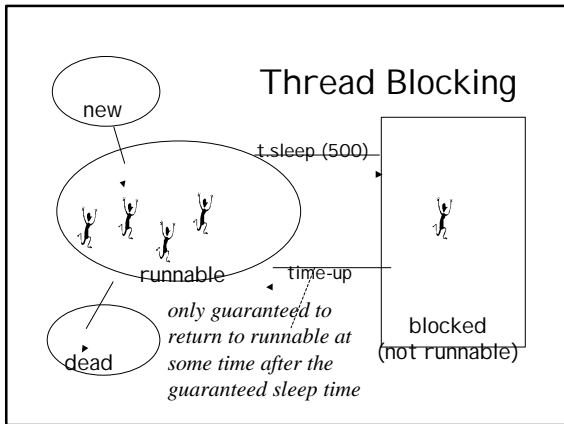 Thread Blocking
new
t.sleep (500)
runnable
time-up
only guaranteed to
return to runnable at
some time after the
guaranteed sleep time
blocked
(not runnable)
dead